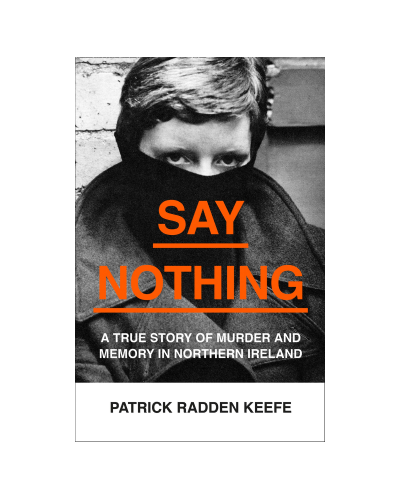 SAY
NOTHING
A TRUE STORY OF MURDER AND
MEMORY IN NORTHERN IRELAND
PATRICK RADDEN KEEFE